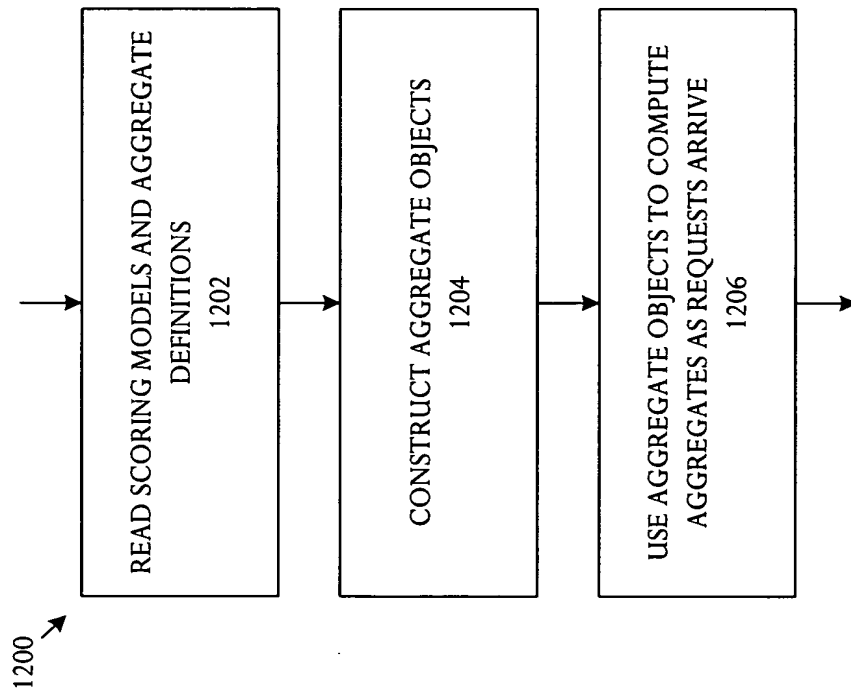 1200
READ SCORING MODELS AND AGGREGATE
DEFINITIONS
1202
CONSTRUCT AGGREGATE OBJECTS
1204
USE AGGREGATE OBJECTS TO COMPUTE
AGGREGATES AS REQUESTS ARRIVE
1206